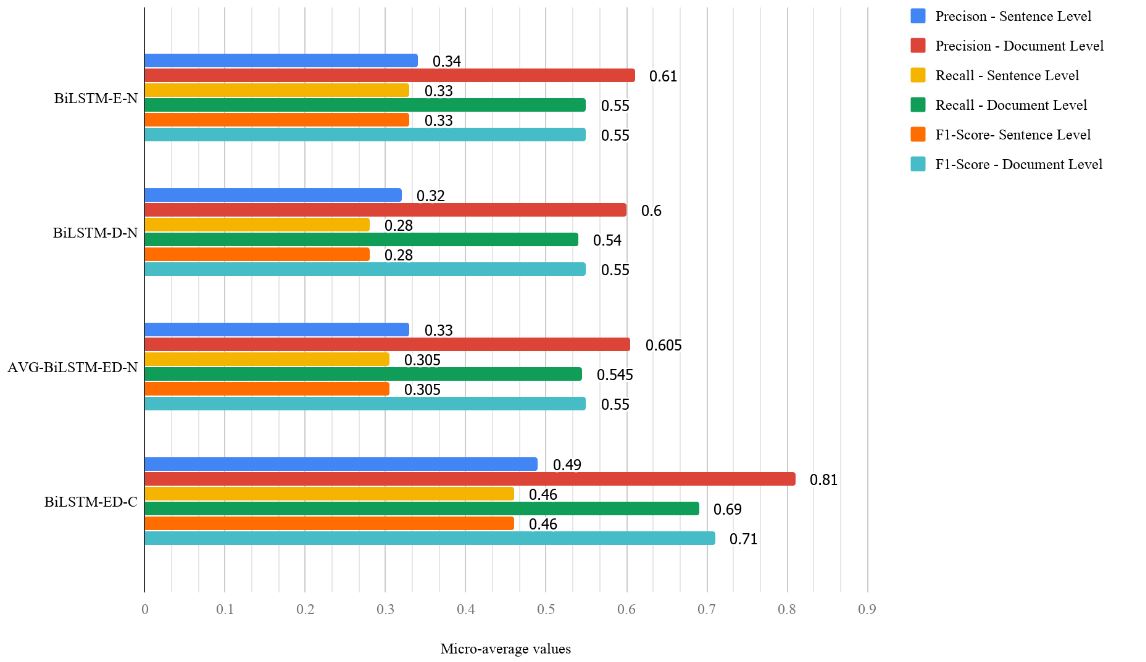 Precison - Sentence Level
Precision - Document Level
Recall - Sentence Level
Recall - Document Level
F1-Score- Sentence Level
F1-Score - Document Level
BiLSTM-E-N
0.34
0.61
0.33
0.55
0.33
0.55
BiLSTM-D-N
0.32
0.6
0.28
0.54
0.28
0.55
AVG-BiLSTM-ED-N
0.33
0.605
0.305
0.545
0.305
0.55
BiLSTM-ED-C
0.49
0.81
0.46
0.69
0.46
0.71
0 0.1 0.2 0.3 0.4 0.5 0.6 0.7 0.8 0.9
Micro-average values